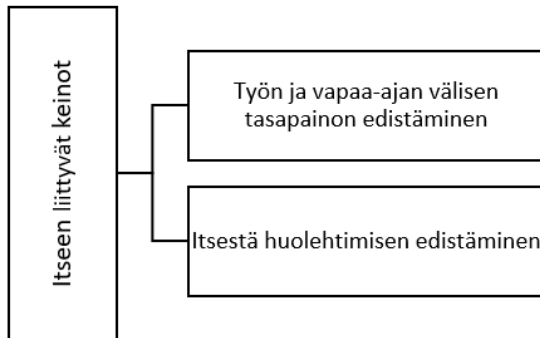 Itseen liittyvät keinot
Työn ja vapaa-ajan välisen
tasapainon edistäminen
Itsestä huolehtimisen edistäminen